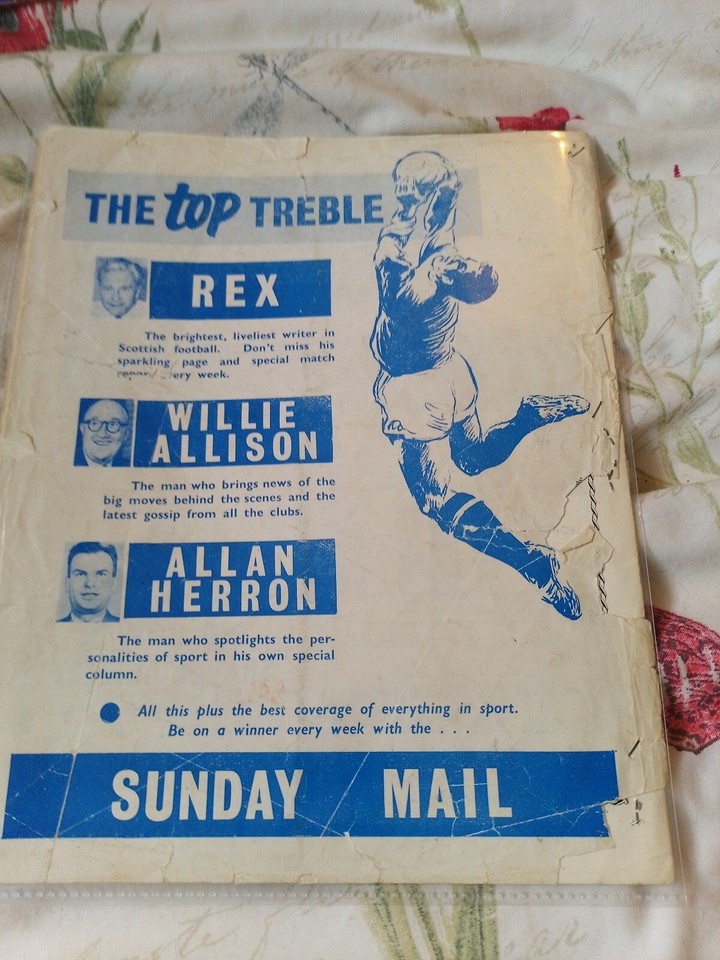 THE top TREBLE
REX
The brightest, liveliest writer in
Scottish football. Don't miss his
sparkling page and special match
every week.
WILLIE
ALLISON
The man who brings news of the
big moves behind the scenes and the
latest gossip from all the clubs.
ALLAN
HERRON
The man who spotlights the per-
sonalities of sport in his own special
column.
All this plus the best coverage of everything in sport.
Be on a winner every week with the . . .
SUNDAY MAIL